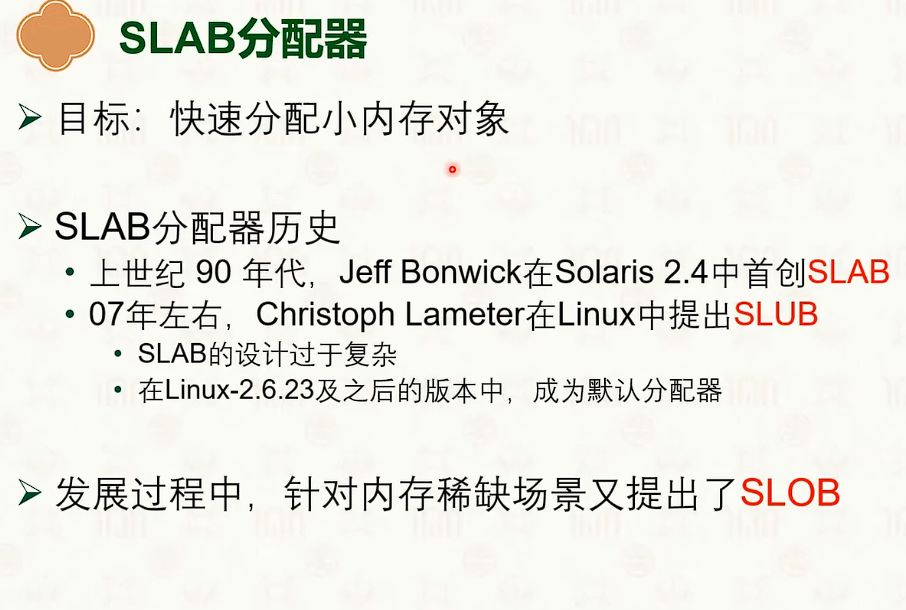 SLAB分配器
目标：快速分配小内存对象
SLAB分配器历史
上世纪 90 年代，Jeff Bonwick在Solaris 2.4中首创SLAB
07年左右，Christoph Lameter在Linux中提出SLUB
SLAB的设计过于复杂
在Linux-2.6.23及之后的版本中，成为默认分配器
发展过程中，针对内存稀缺场景又提出了SLOB